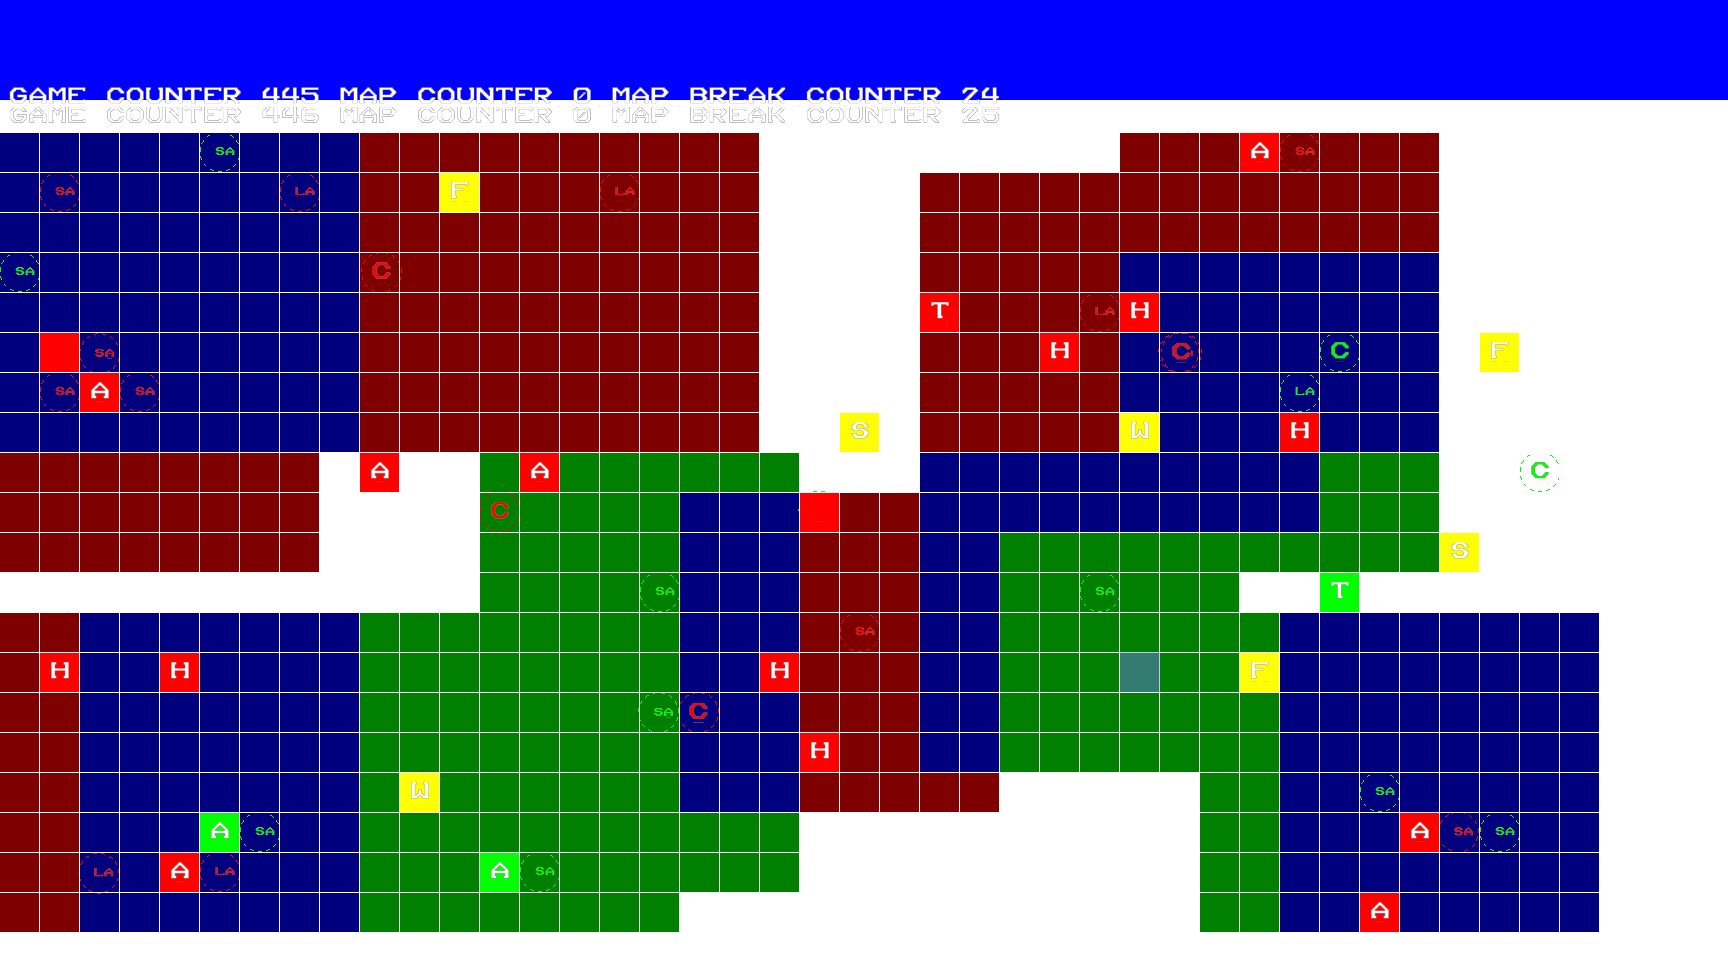 GAME COUNTER 445 MAP COUNTER 0 MAP BREAK COUNTER 24
GAME COUNTER 446 MAP COUNTER 0 MAP BREAK COUNTER 25
SA A SA
SA LA F LA
SA C
T LA H
SA H C C F
SA A SA LA
S W H
A A C
C
S
SA SA T
SA
H H H F
SA C
H
W SA
A SA A SA SA
LA A LA A SA
A